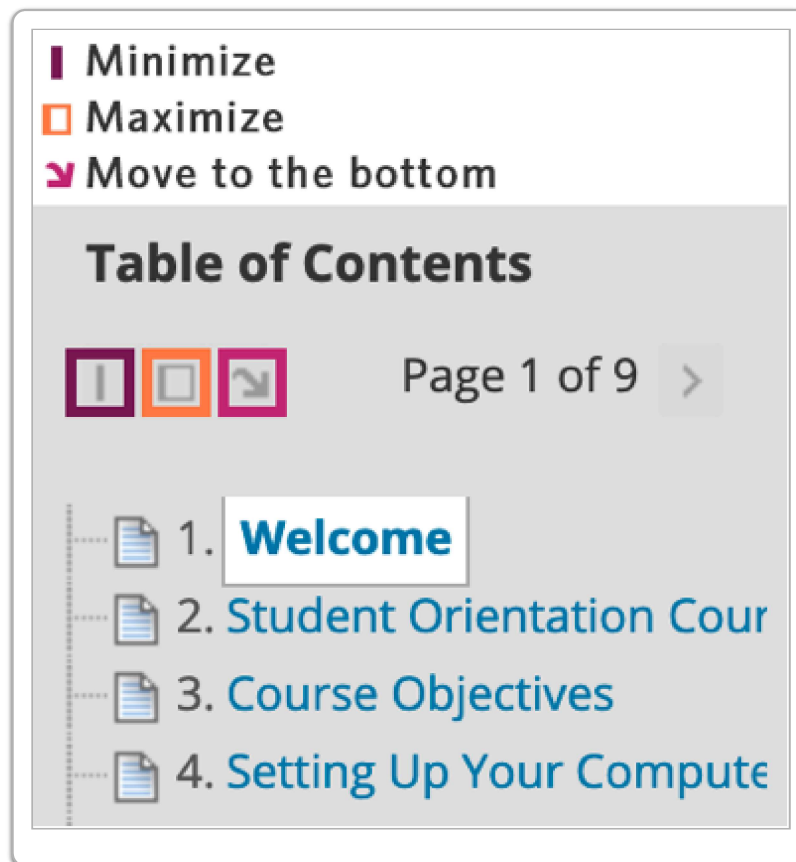 Minimize
Maximize
Move to the bottom
Table of Contents
Page 1 of 9 >
1. Welcome
2. Student Orientation Cour
3. Course Objectives
4. Setting Up Your Compute